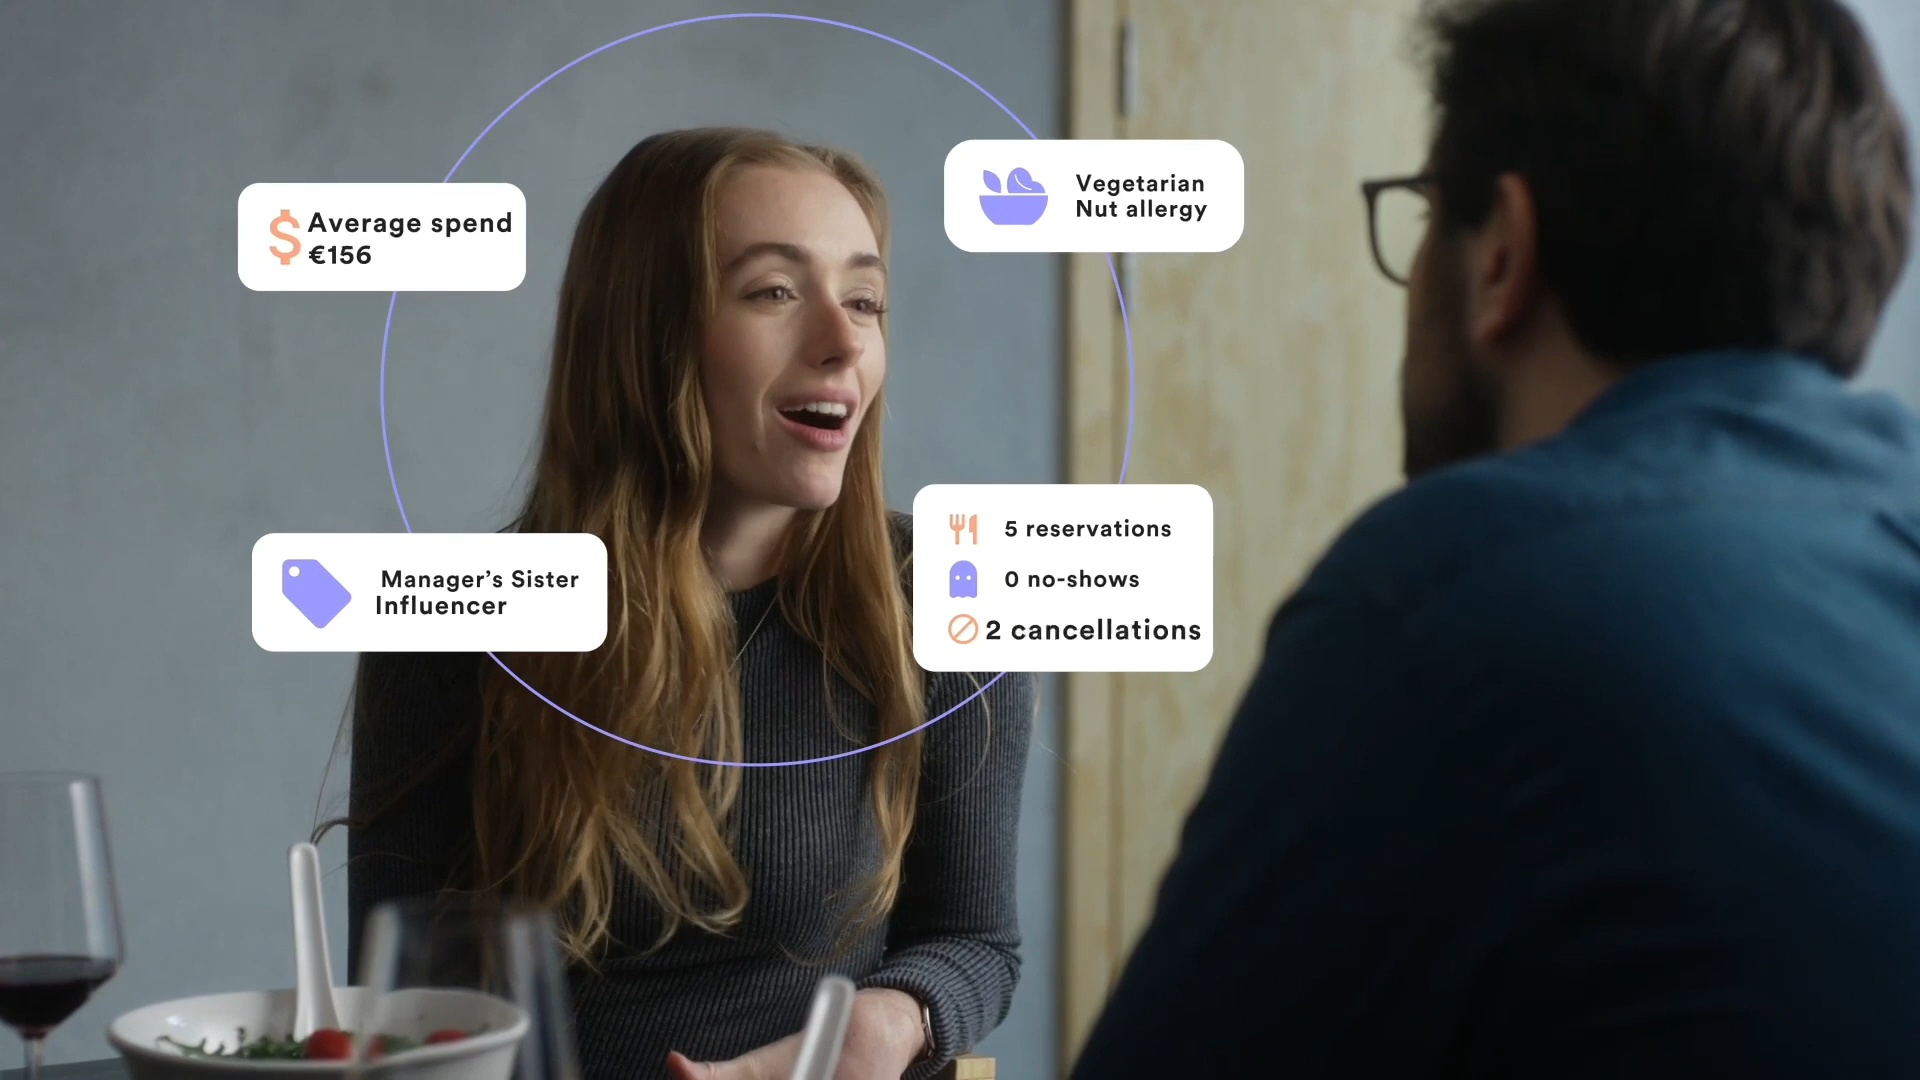 Average spend
€156
Vegetarian
Nut allergy
Manager’s Sister
Influencer
5 reservations
0 no-shows
2 cancellations